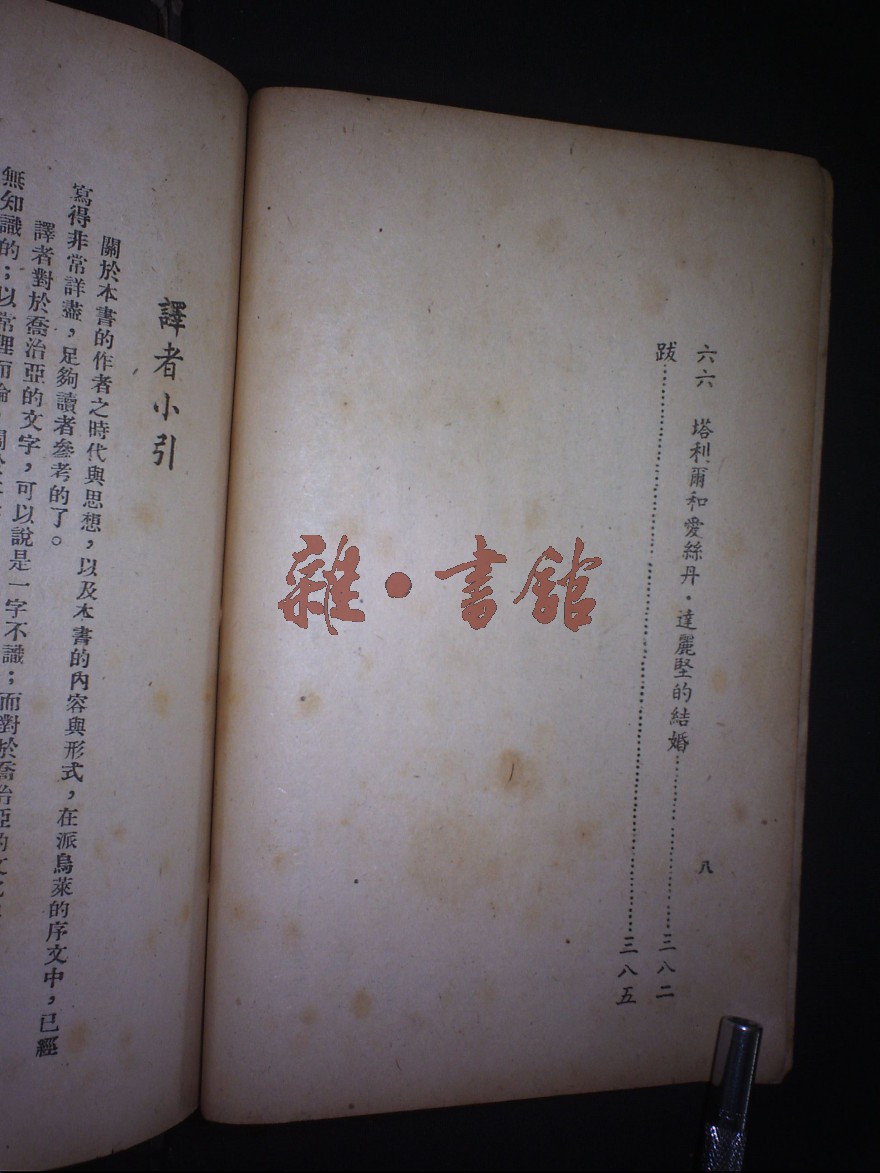 六六　塔利爾和愛絲丹・達麗堅的結婚……………………三八二
跋……………………………………………………三八五
八
雜・書館
譯者小引
關於本書的作者之時代與思想，以及本書的內容與形式，在派烏萊的序文中，已經
寫得非常詳盡，足夠讀者參考的了。
譯者對於喬治亞的文字，可以說是一字不識；而對於喬治亞的文
無知識的；以常理而論，